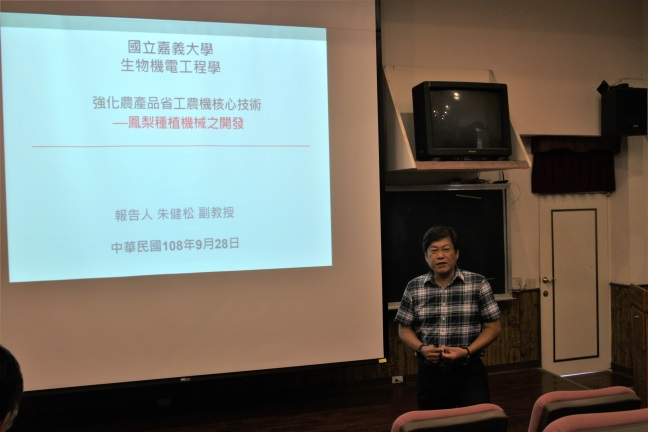 國立嘉義大學
生物機電工程學
強化農產品省工農機核心技術
—鳳梨種植機械之開發
報告人 朱健松 副教授
中華民國108年9月28日